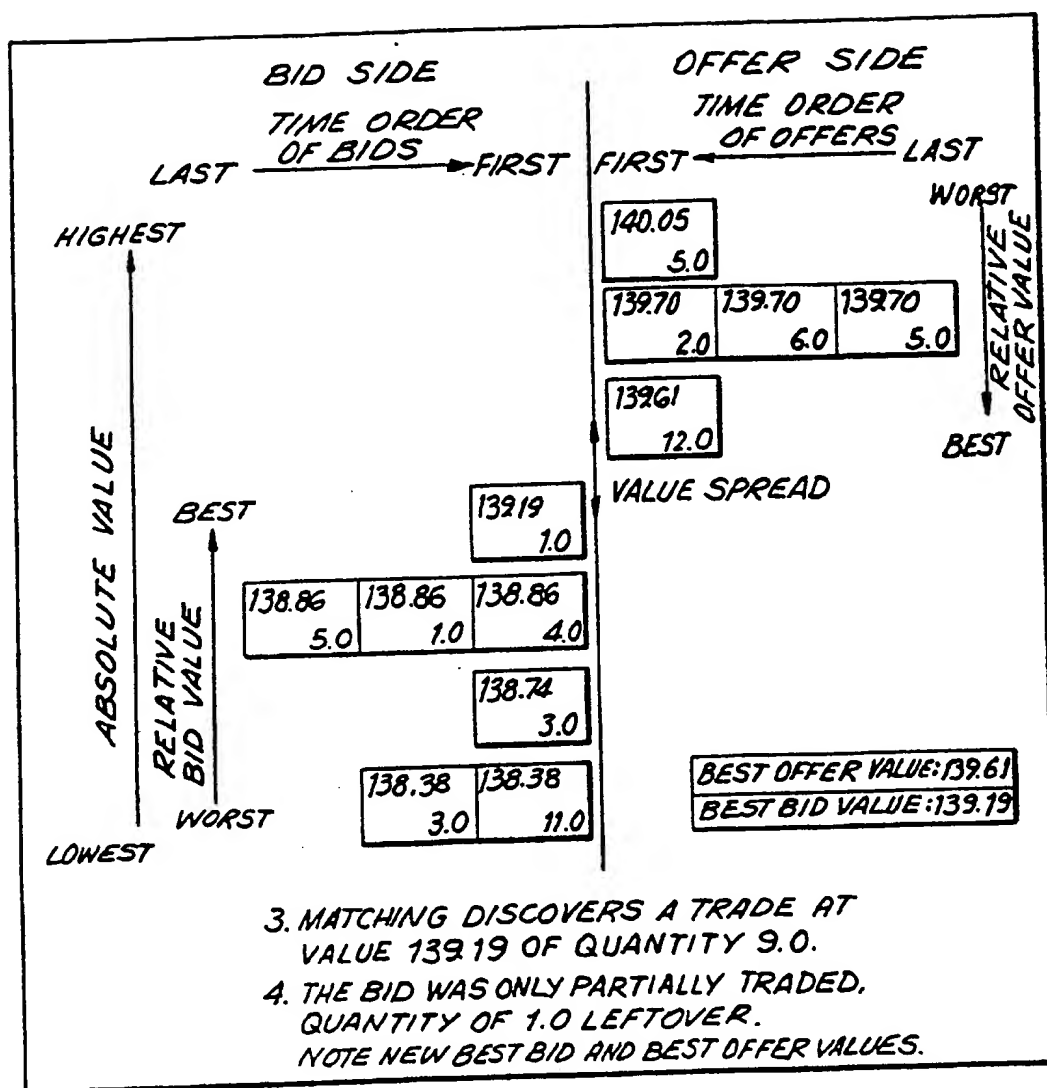 BID SIDE
OFFER SIDE
TIME ORDER
OF BIDS
TIME ORDER
OF OFFERS
LAST
FIRST
FIRST
LAST
HIGHEST
WORST
140.05
5.0
RELATIVE
OFFER VALUE
139.70
139.70
139.70
2.0
6.0
5.0
139.61
12.0
BEST
ABSOLUTE VALUE
VALUE SPREAD
BEST
139.19
1.0
RELATIVE
BID VALUE
138.86
138.86
138.86
5.0
1.0
4.0
138.74
3.0
138.38
138.38
3.0
11.0
WORST
LOWEST
BEST OFFER VALUE:139.61
BEST BID VALUE:139.19
3. MATCHING DISCOVERS A TRADE AT
VALUE 139.19 OF QUANTITY 9.0.
4. THE BID WAS ONLY PARTIALLY TRADED,
QUANTITY OF 1.0 LEFTOVER.
NOTE NEW BEST BID AND BEST OFFER VALUES.